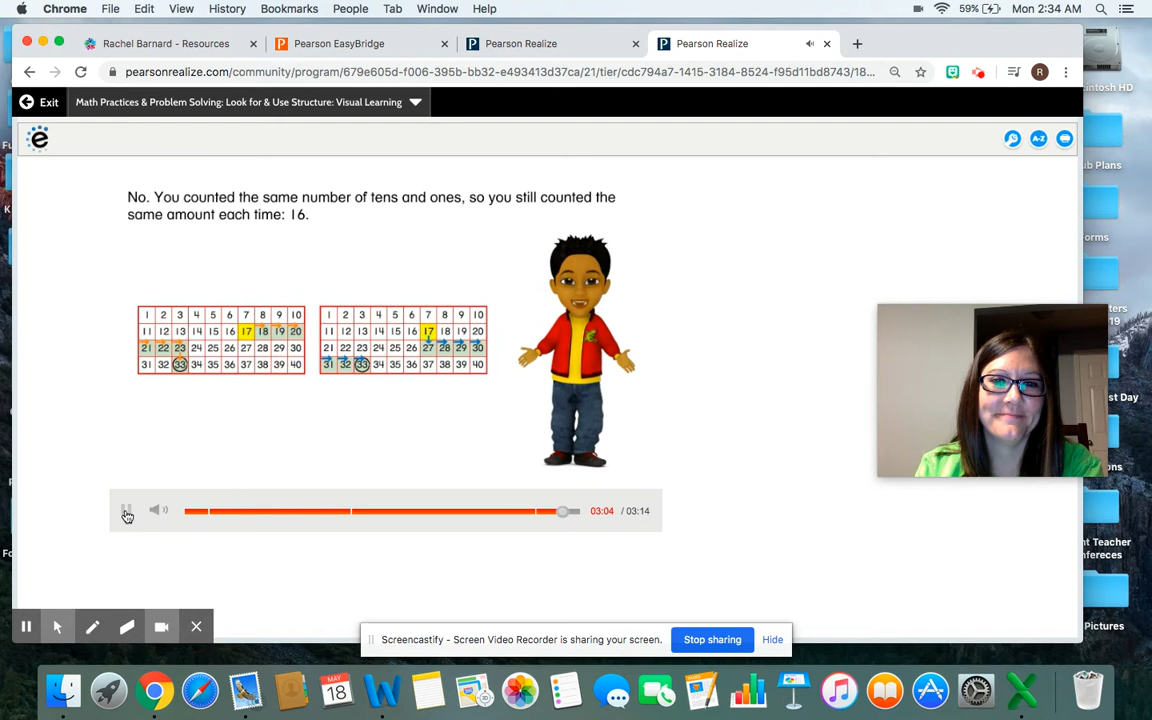 Chrome File Edit View History Bookmarks People Tab Window Help 59% Mon 2:34 AM
Rachel Barnard - Resources Pearson EasyBridge Pearson Realize Pearson Realize
pearsonrealize.com/community/program/679e605d-f006-395b-bb32-e493413d37ca/21/tier/cdc794a7-1415-3184-8524-f95d11bd8743/18... R
Exit Math Practices & Problem Solving: Look for & Use Structure: Visual Learning
e A-Z
No. You counted the same number of tens and ones, so you still counted the
same amount each time: 16.
1 2 3 4 5 6 7 8 9 10
11 12 13 14 15 16 17 18 19 20
21 22 23 24 25 26 27 28 29 30
31 32 33 34 35 36 37 38 39 40
1 2 3 4 5 6 7 8 9 10
11 12 13 14 15 16 17 18 19 20
21 22 23 24 25 26 27 28 29 30
31 32 33 34 35 36 37 38 39 40
03:04 / 03:14
Screencastify - Screen Video Recorder is sharing your screen. Stop sharing Hide
MAY
18